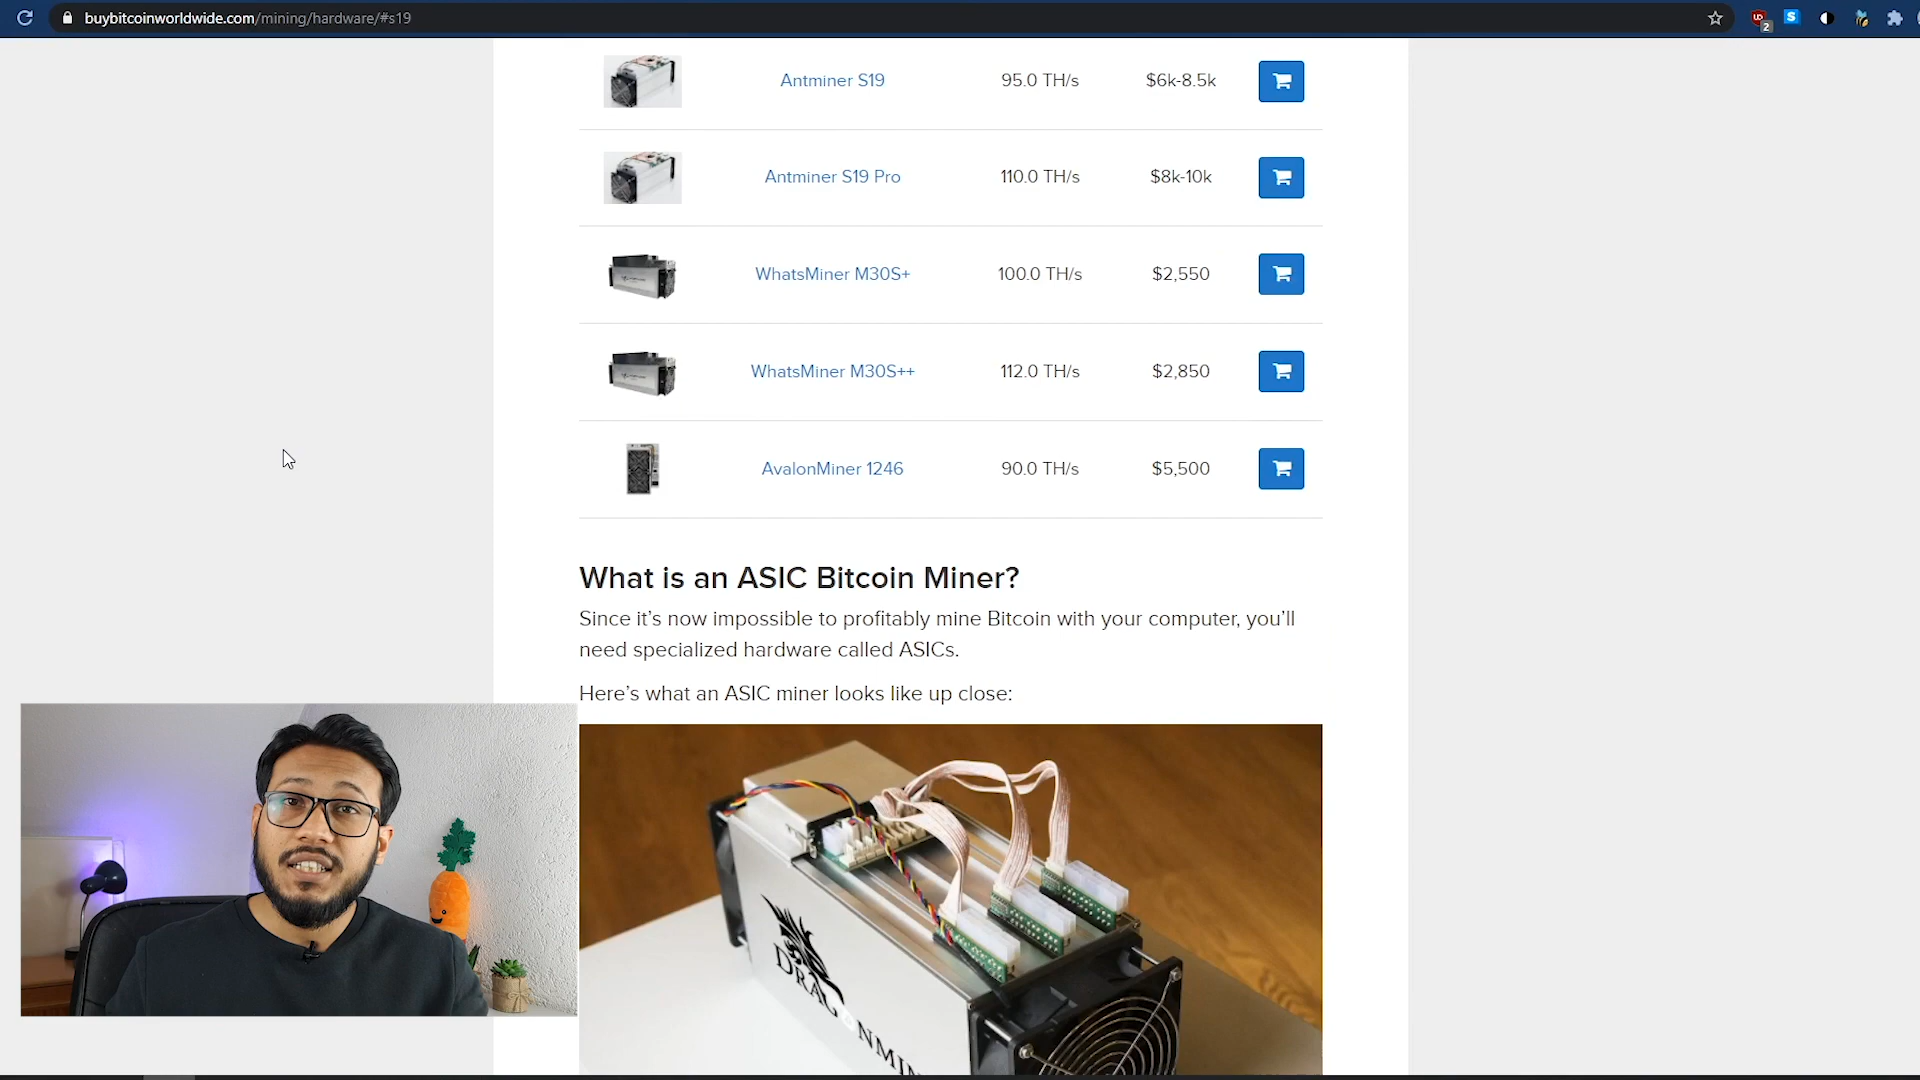 buybitcoinworldwide.com/mining/hardware/#s19
2
S
Antminer S19 95.0 TH/s $6k-8.5k
Antminer S19 Pro 110.0 TH/s $8k-10k
WhatsMiner M30S+ 100.0 TH/s $2,550
WhatsMiner M30S++ 112.0 TH/s $2,850
AvalonMiner 1246 90.0 TH/s $5,500
What is an ASIC Bitcoin Miner?
Since it's now impossible to profitably mine Bitcoin with your computer, you'll
need specialized hardware called ASICs.
Here's what an ASIC miner looks like up close: